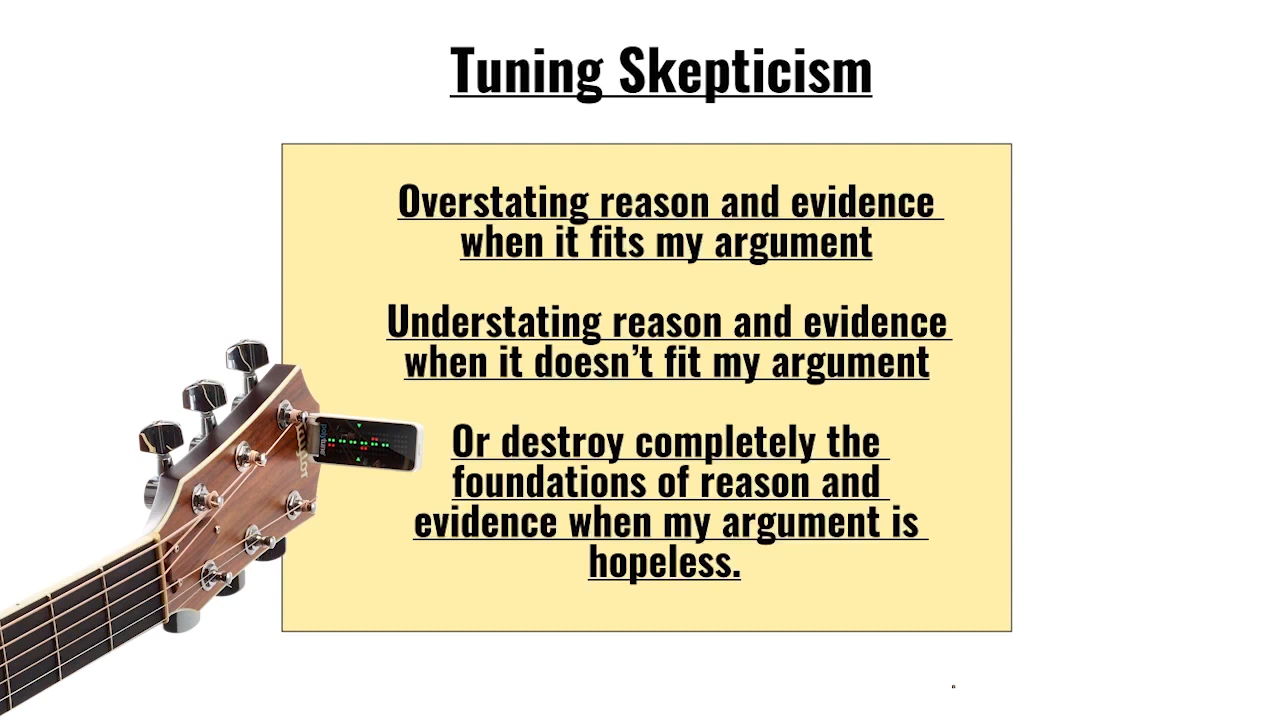 Tuning Skepticism
Overstating reason and evidence
when it fits my argument
Understating reason and evidence
when it doesn’t fit my argument
Or destroy completely the
foundations of reason and
evidence when my argument is
hopeless.
Taylor